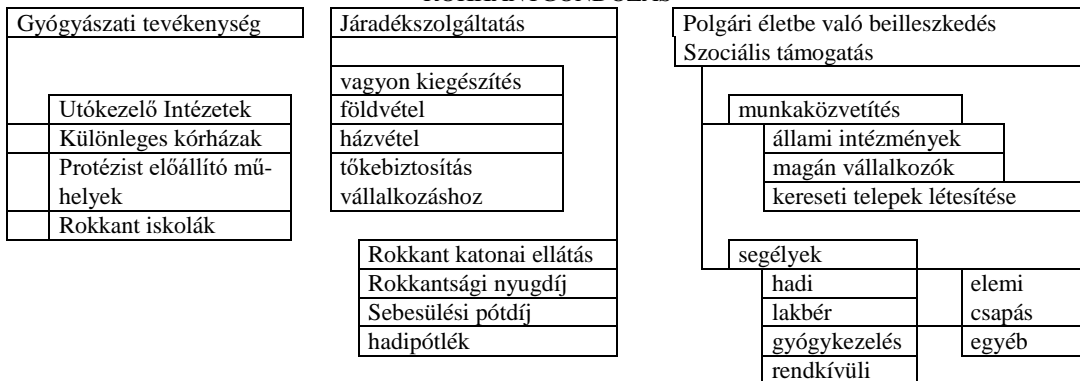 Gyógyászati tevékenység
Utókezelő Intézetek
Különleges kórházak
Protézist előállító mű-
helyek
Rokkant iskolák
Járadékszolgáltatás
vagyon kiegészítés
földvétel
házvétel
tőkebiztosítás
vállalkozáshoz
Rokkant katonai ellátás
Rokkantsági nyugdíj
Sebesülési pótdíj
hadipótlék
Polgári életbe való beilleszkedés
Szociális támogatás
munkaközvetítés
állami intézmények
magán vállalkozók
kereseti telepek létesítése
segélyek
hadi
lakbér
gyógykezelés
rendkívüli
elemi
csapás
egyéb